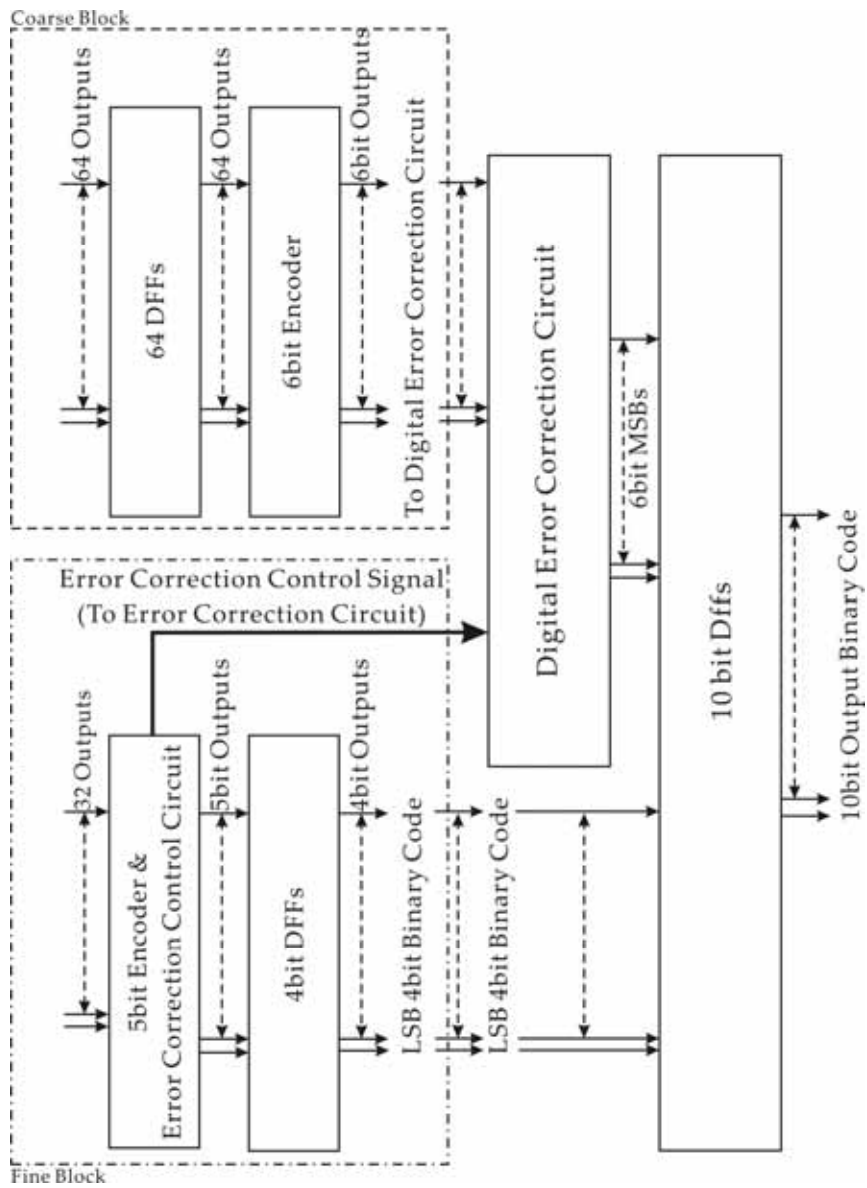 Coarse Block
64 Outputs
64 DFFs
64 Outputs
6bit Encoder
6bit Outputs
To Digital Error Correction Circuit
Digital Error Correction Circuit
6bit MSBs
10 bit Dffs
10bit Output Binary Code
Error Correction Control Signal
(To Error Correction Circuit)
32 Outputs
5bit Encoder &
Error Correction Control Circuit
5bit Outputs
4bit DFFs
4bit Outputs
LSB 4bit Binary Code
LSB 4bit Binary Code
Fine Block